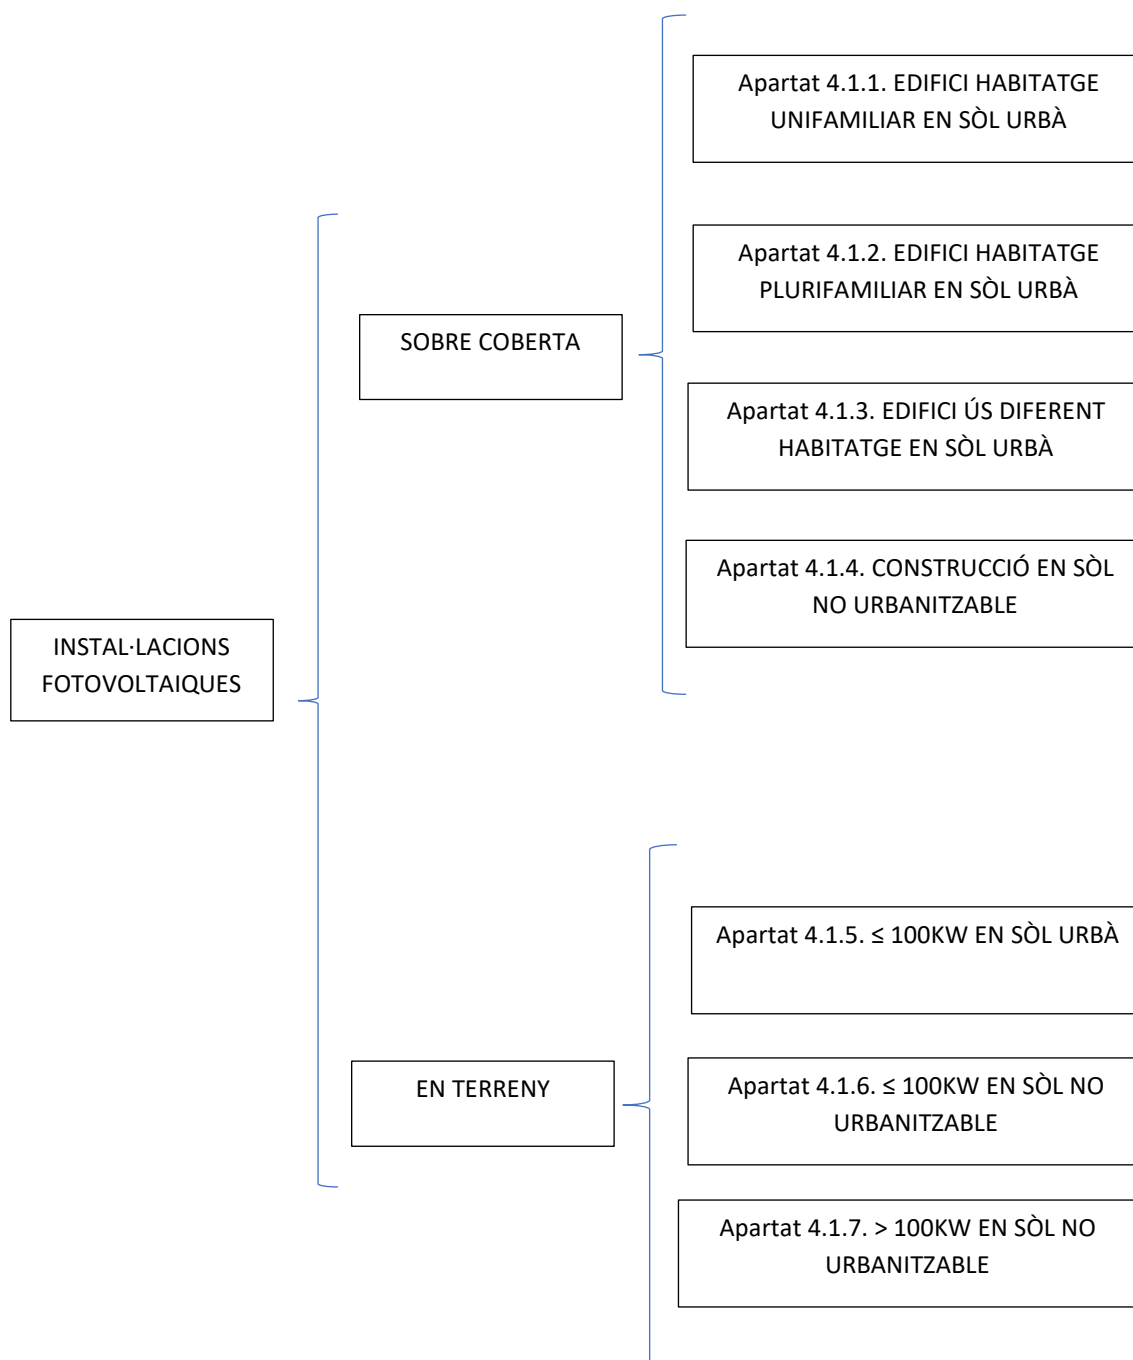 Apartat 4.1.1. EDIFICI HABITATGE
UNIFAMILIAR EN SÒL URBÀ
Apartat 4.1.2. EDIFICI HABITATGE
PLURIFAMILIAR EN SÒL URBÀ
SOBRE COBERTA
Apartat 4.1.3. EDIFICI ÚS DIFERENT
HABITATGE EN SÒL URBÀ
Apartat 4.1.4. CONSTRUCCIÓ EN SÒL
NO URBANITZABLE
INSTAL·LACIONS
FOTOVOLTAIQUES
Apartat 4.1.5. ≤ 100KW EN SÒL URBÀ
EN TERRENY
Apartat 4.1.6. ≤ 100KW EN SÒL NO
URBANITZABLE
Apartat 4.1.7. > 100KW EN SÒL NO
URBANITZABLE